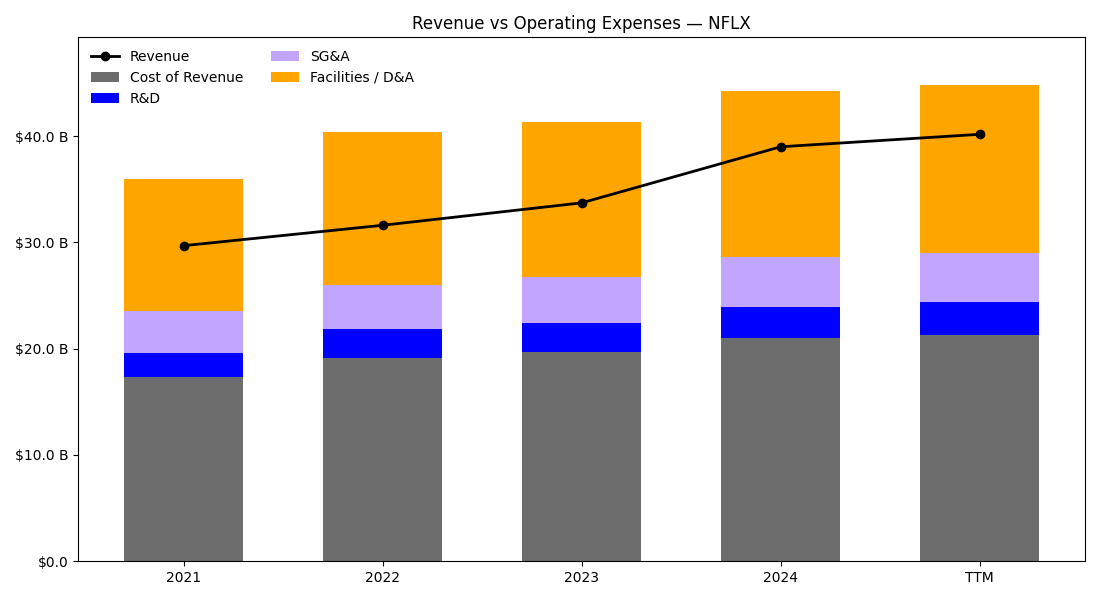 Revenue vs Operating Expenses — NFLX
Revenue
Cost of Revenue
R&D
SG&A
Facilities / D&A
$40.0 B
$30.0 B
$20.0 B
$10.0 B
$0.0
2021 2022 2023 2024 TTM